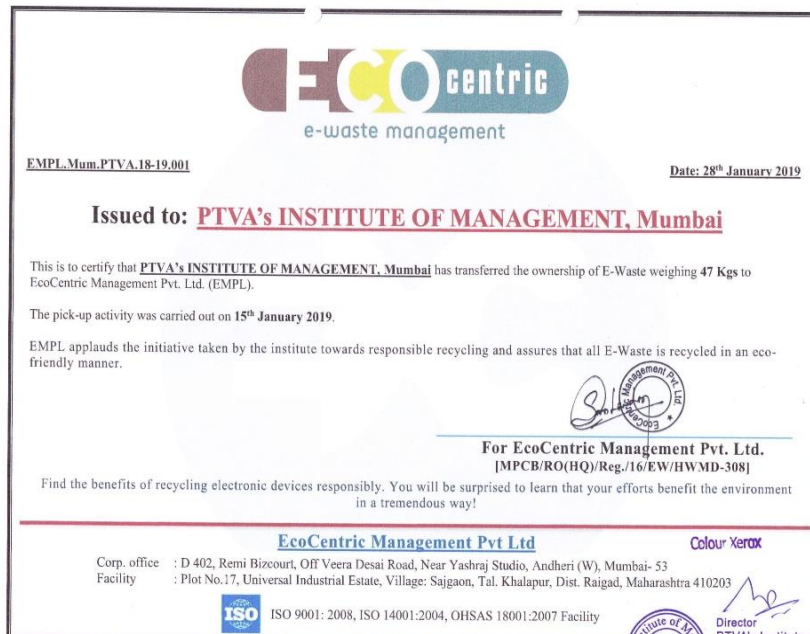 ECO centric
e-waste management
EMPL.Mum.PTVA.18-19.001
Date: 28th January 2019
Issued to: PTVA's INSTITUTE OF MANAGEMENT, Mumbai
This is to certify that PTVA's INSTITUTE OF MANAGEMENT, Mumbai has transferred the ownership of E-Waste weighing 47 Kgs to
EcoCentric Management Pvt. Ltd. (EMPL).
The pick-up activity was carried out on 15th January 2019.
EMPL applauds the initiative taken by the institute towards responsible recycling and assures that all E-Waste is recycled in an eco-
friendly manner.
EcoCentric Management Pvt. Ltd.
For EcoCentric Management Pvt. Ltd.
[MPCB/RO(HQ)/Reg./16/EW/HWMD-308]
Find the benefits of recycling electronic devices responsibly. You will be surprised to learn that your efforts benefit the environment
in a tremendous way!
EcoCentric Management Pvt Ltd
Colour Xerox
Corp. office : D 402, Remi Bizcourt, Off Veera Desai Road, Near Yashraj Studio, Andheri (W), Mumbai- 53
Facility : Plot No.17, Universal Industrial Estate, Village: Sajgaon, Tal. Khalapur, Dist. Raigad, Maharashtra 410203
ISO
ISO 9001: 2008, ISO 14001:2004, OHSAS 18001:2007 Facility
Director